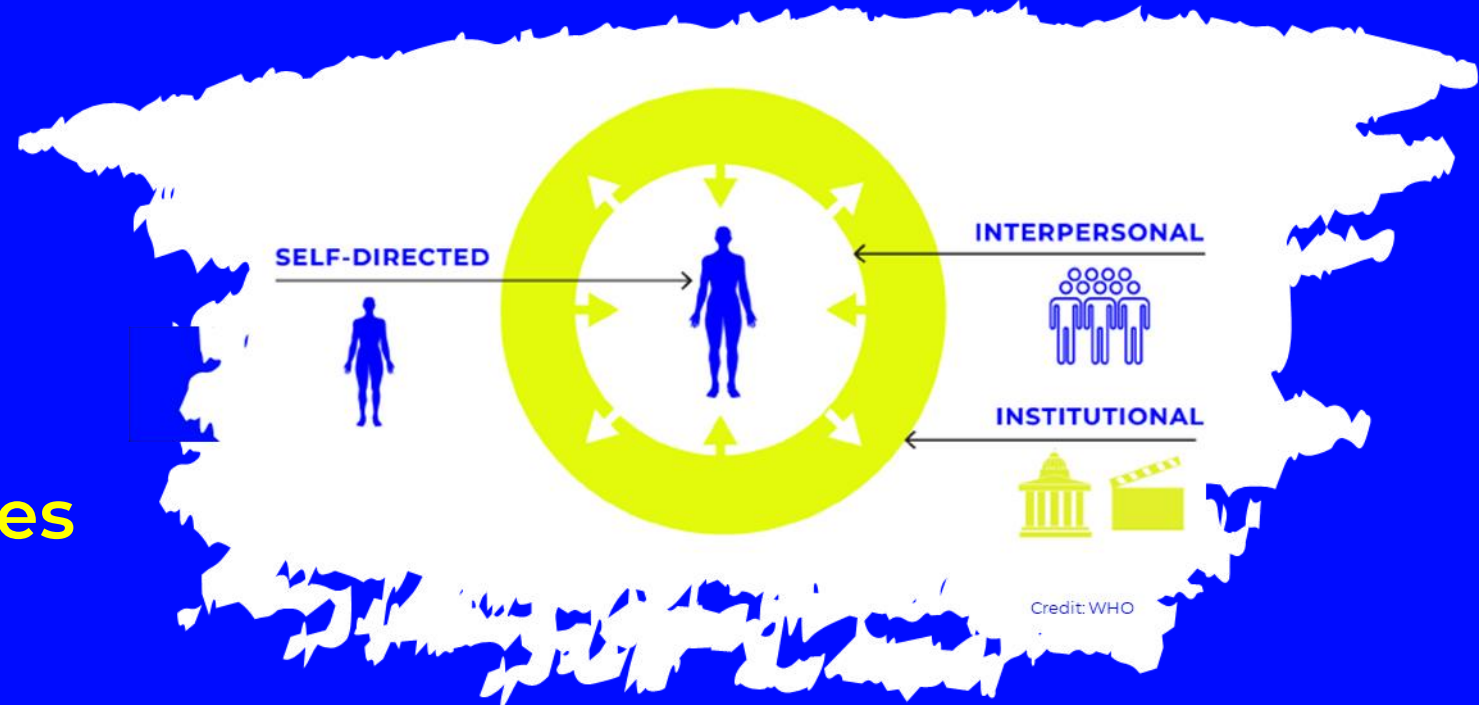 SELF-DIRECTED
INTERPERSONAL
INSTITUTIONAL
es
Credit: WHO